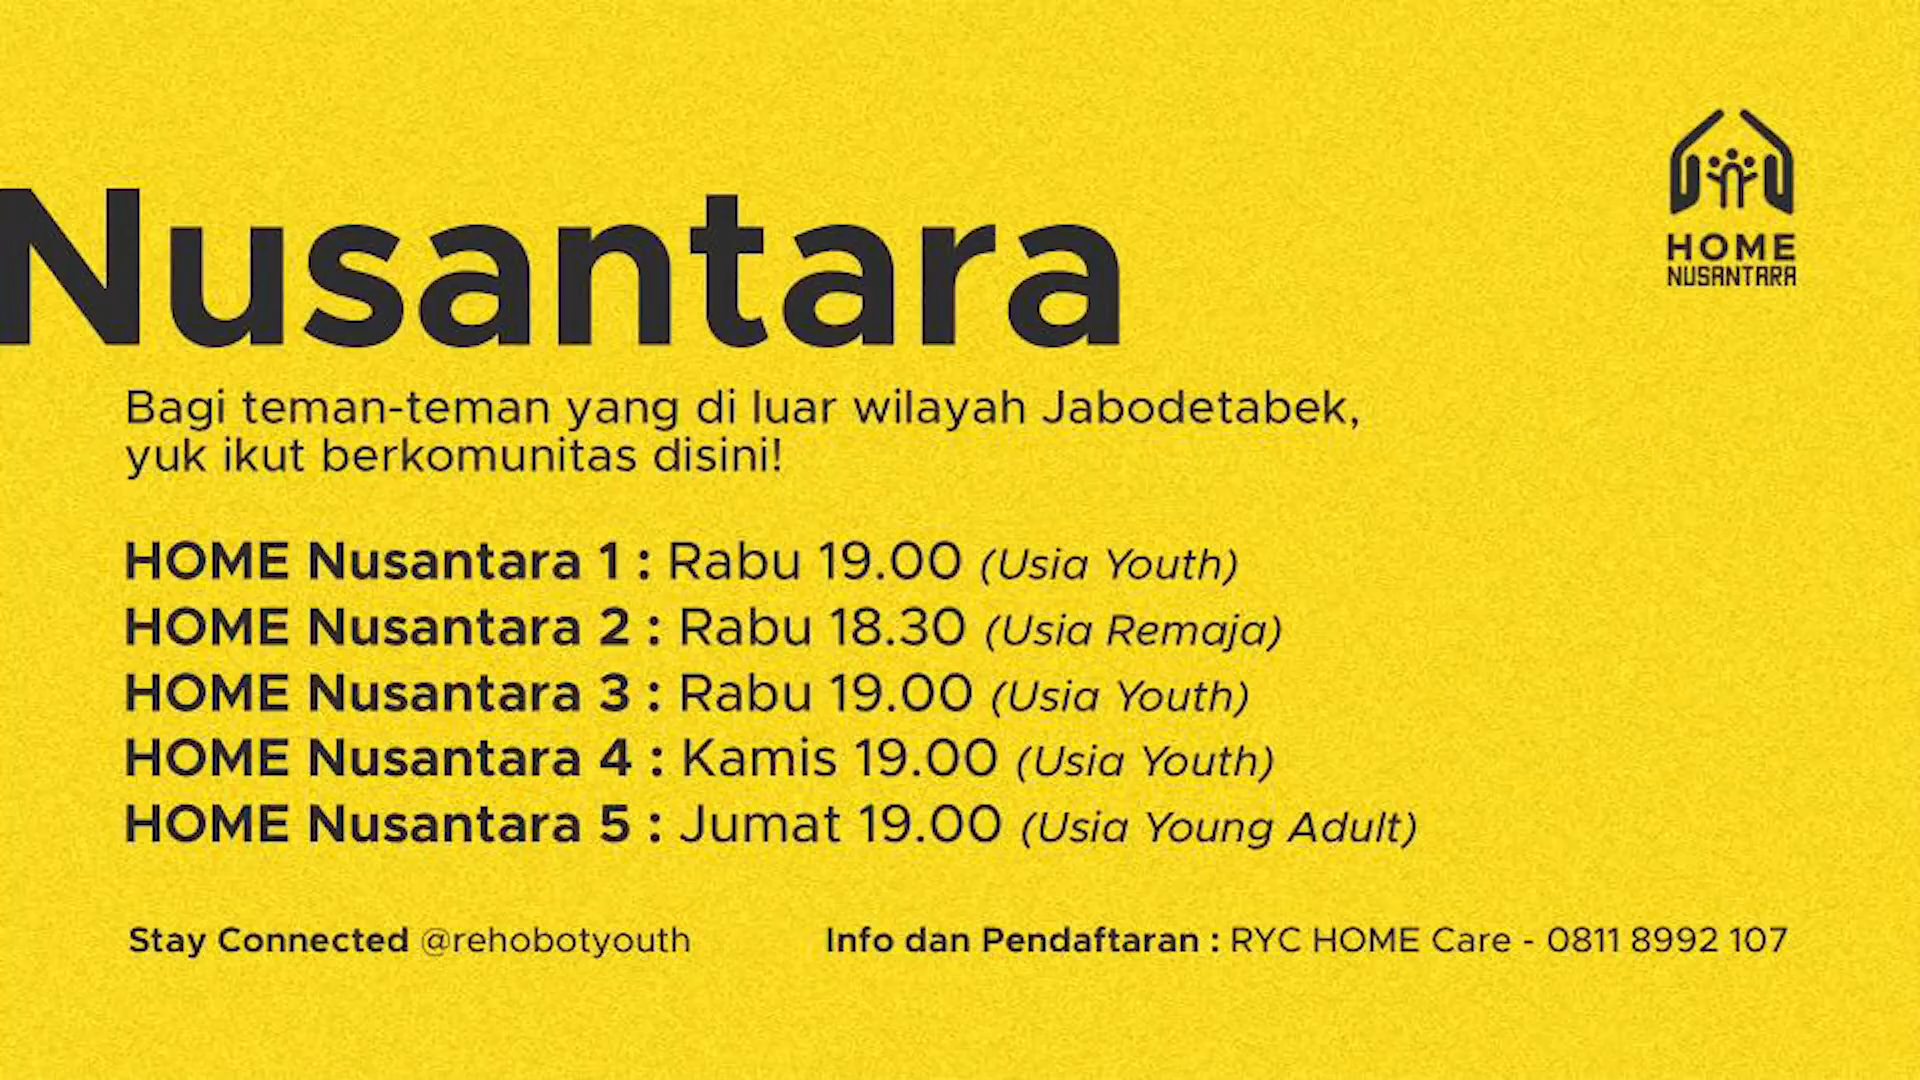 Nusantara
HOME
NUSANTARA
Bagi teman-teman yang di luar wilayah Jabodetabek,
yuk ikut berkomunitas disini!
HOME Nusantara 1 : Rabu 19.00 (Usia Youth)
HOME Nusantara 2 : Rabu 18.30 (Usia Remaja)
HOME Nusantara 3 : Rabu 19.00 (Usia Youth)
HOME Nusantara 4 : Kamis 19.00 (Usia Youth)
HOME Nusantara 5 : Jumat 19.00 (Usia Young Adult)
Stay Connected @rehobotyouth
Info dan Pendaftaran : RYC HOME Care - 0811 8992 107